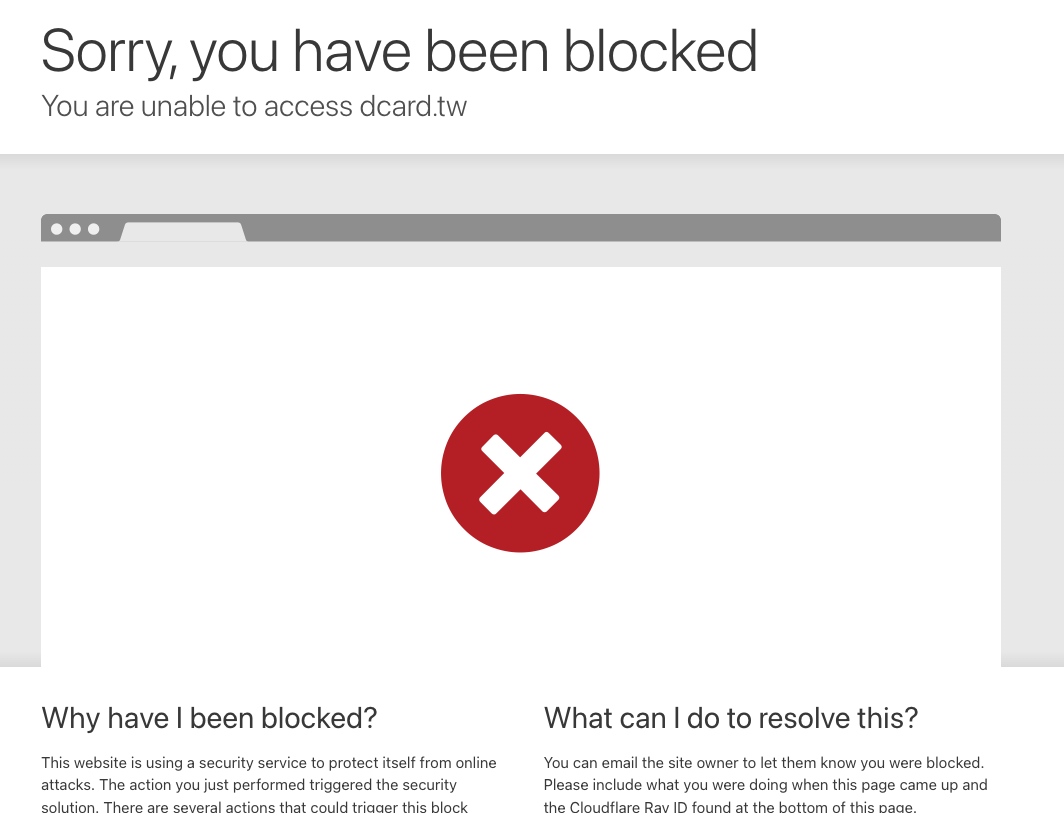 Sorry, you have been blocked
You are unable to access dcard.tw
Why have I been blocked?
This website is using a security service to protect itself from online
attacks. The action you just performed triggered the security
solution. There are several actions that could trigger this block
What can I do to resolve this?
You can email the site owner to let them know you were blocked.
Please include what you were doing when this page came up and
the Cloudflare Ray ID found at the bottom of this page.